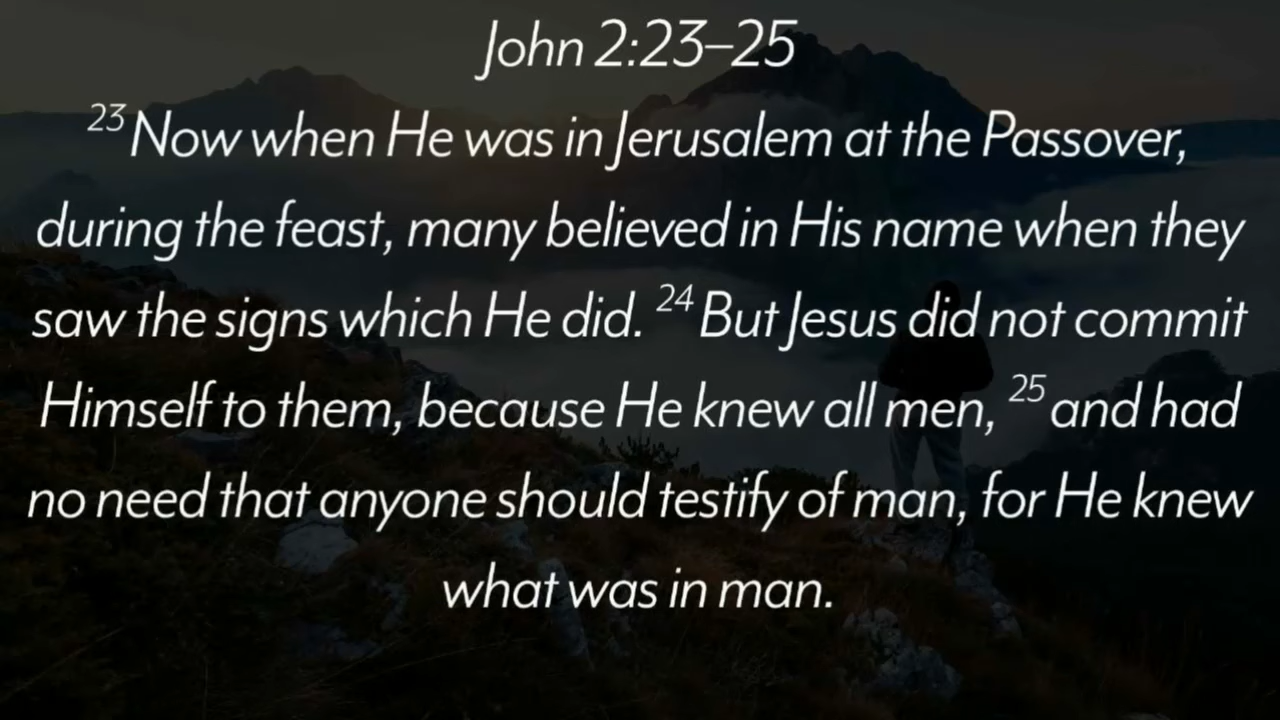 John 2:23–25
23 Now when He was in Jerusalem at the Passover,
during the feast, many believed in His name when they
saw the signs which He did. 24 But Jesus did not commit
Himself to them, because He knew all men, 25 and had
no need that anyone should testify of man, for He knew
what was in man.